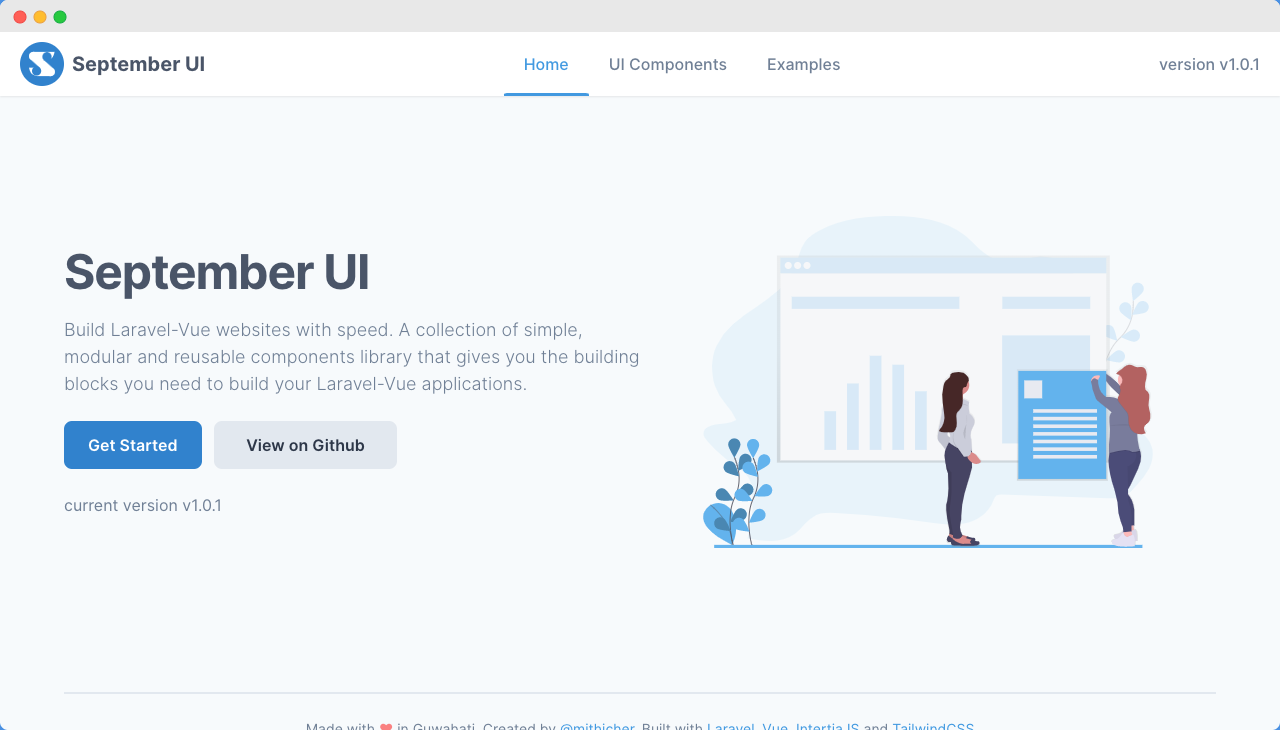 September UI
Home
UI Components
Examples
version v1.0.1
September UI
Build Laravel-Vue websites with speed. A collection of simple,
modular and reusable components library that gives you the building
blocks you need to build your Laravel-Vue applications.
Get Started
View on Github
current version v1.0.1
Made with ❤ in Guwahati. Created by @mithicher. Built with Laravel, Vue, IntertiaJS and TailwindCSS